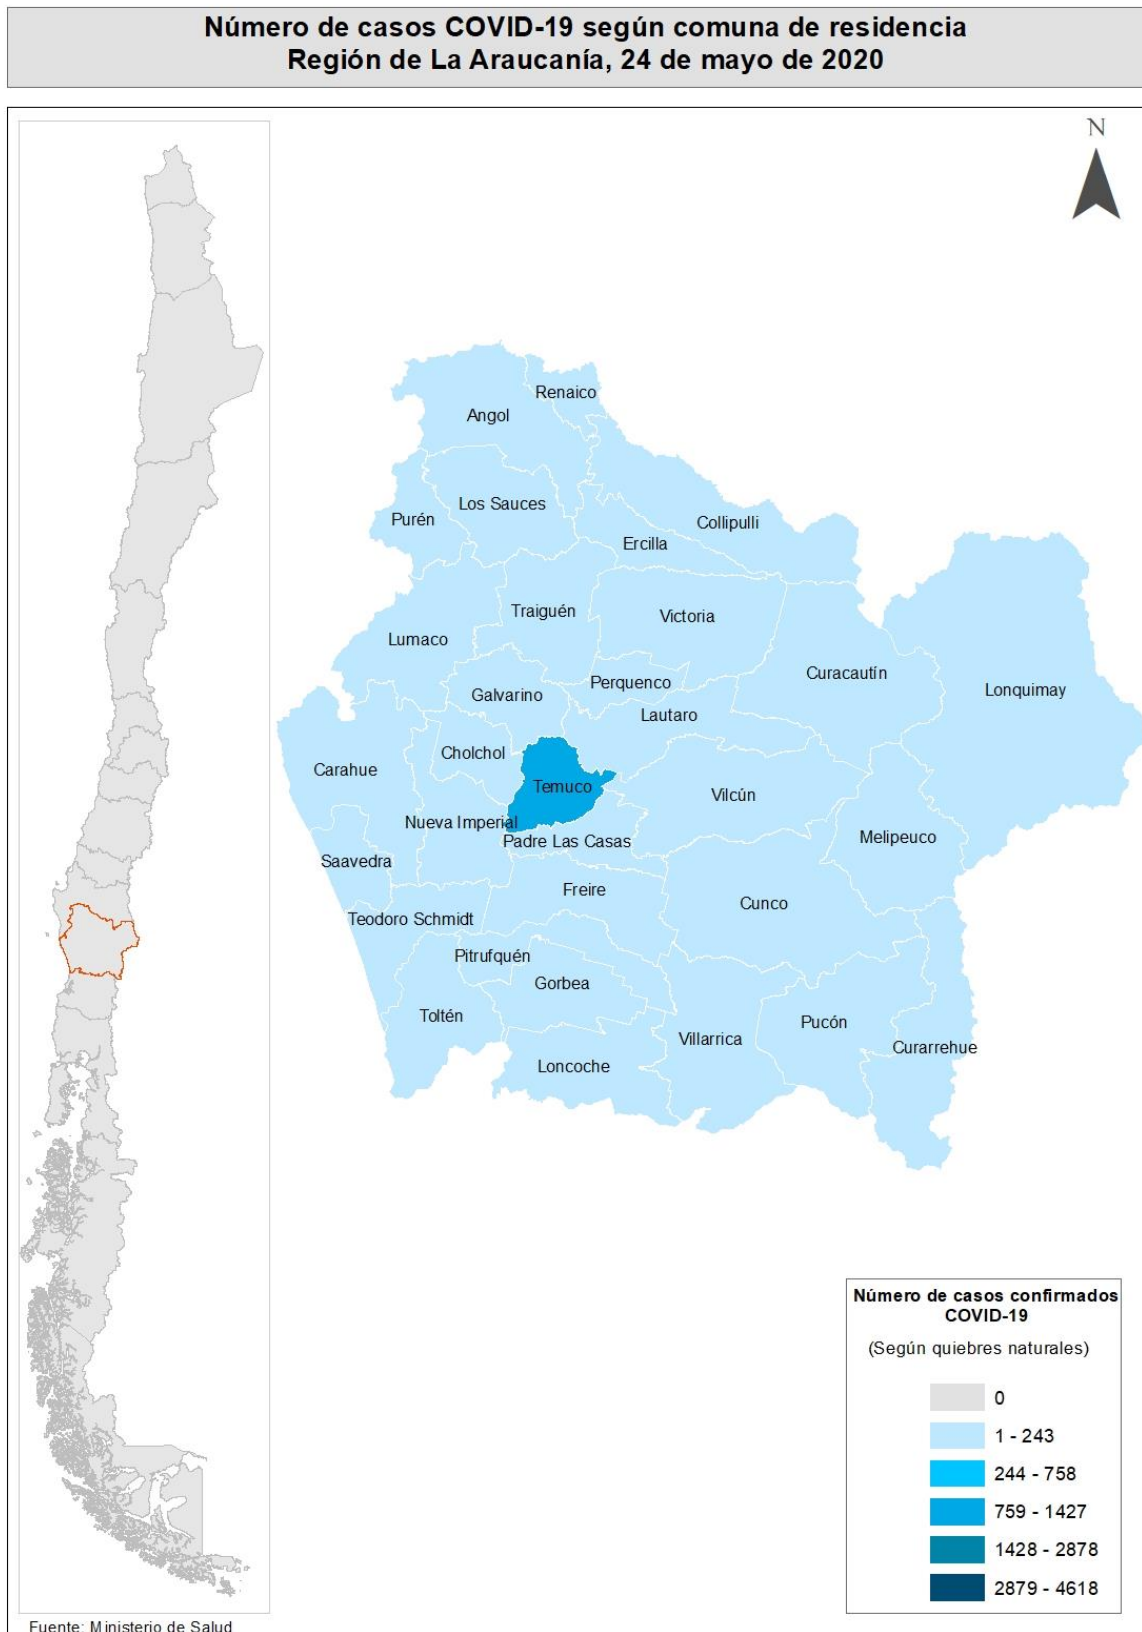 Número de casos COVID-19 según comuna de residencia
Región de La Araucanía, 24 de mayo de 2020
N
Renaico
Angol
Los Sauces
Purén
Collipulli
Ercilla
Traiguén
Victoria
Lumaco
Curacautín
Perquenco
Lonquimay
Galvarino
Lautaro
Cholchol
Carahue
Temuco
Vilcún
Nueva Imperial
Padre Las Casas
Melipeuco
Saavedra
Freire
Cunco
Teodoro Schmidt
Pitrufquén
Gorbea
Toltén
Pucón
Villarrica
Curarrehue
Loncoche
Número de casos confirmados
COVID-19
(Según quiebres naturales)
0
1 - 243
244 - 758
759 - 1427
1428 - 2878
2879 - 4618
Fuente: Ministerio de Salud